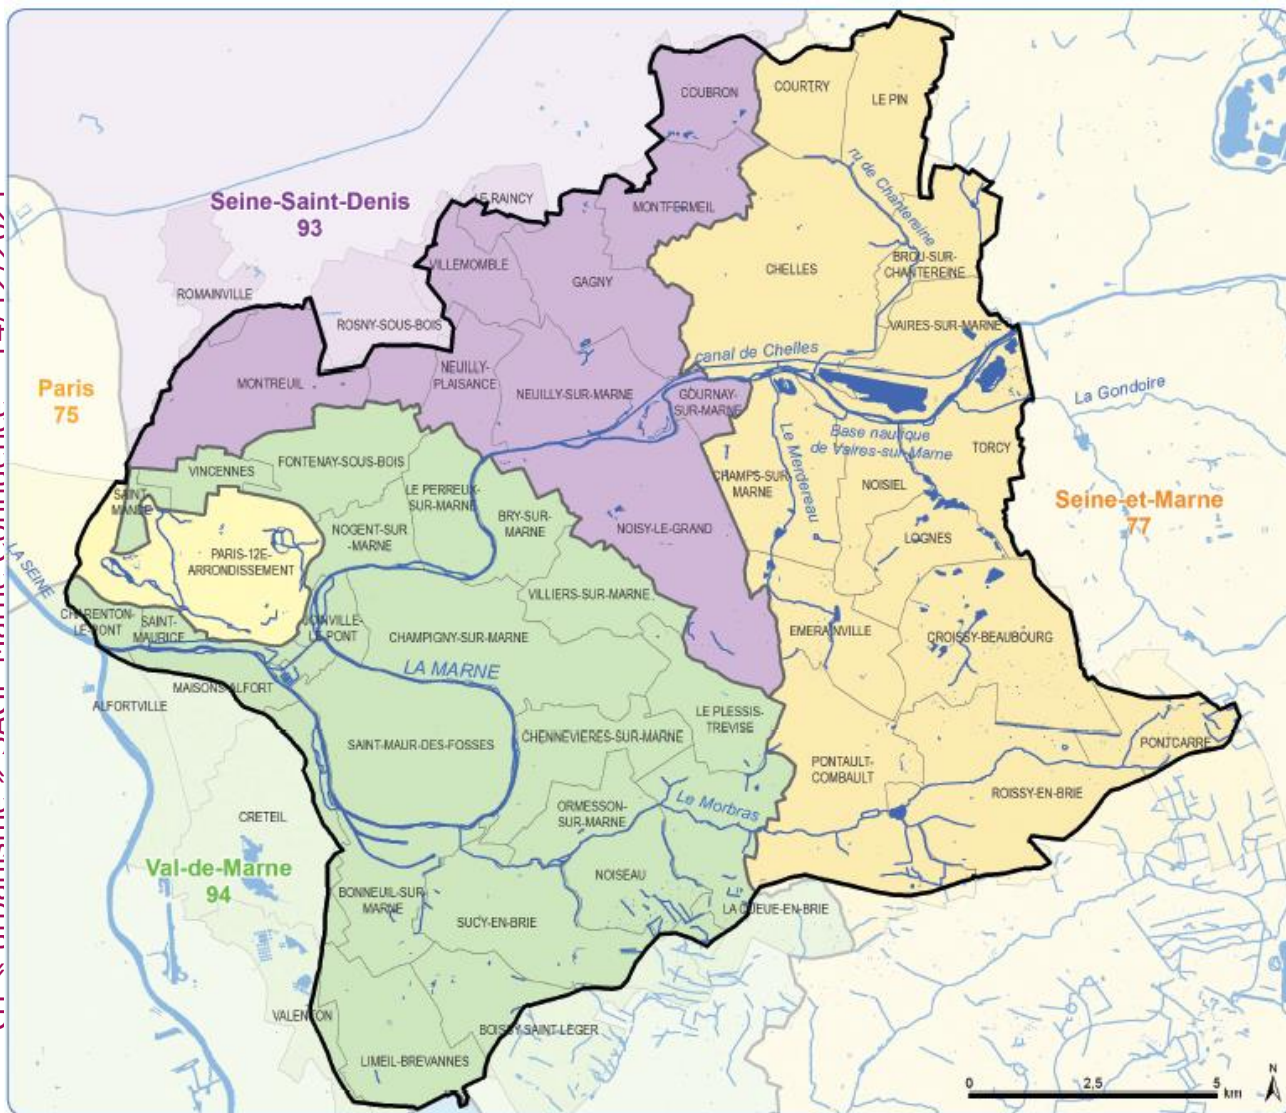 COUBRON
COURTRY
LE PIN
ru de Chantereine
Seine-Saint-Denis
93
LE RAINCY
MONTFERMEIL
VILLEMOMBLE
GAGNY
CHELLES
BROU-SUR-
CHANTEREINE
ROMAINVILLE
ROSNY-SOUS-BOIS
VAIRES-SUR-MARNE
canal de Chelles
Paris
75
MONTREUIL
NEUILLY-
PLAISANCE
NEUILLY-SUR-MARNE
GOURNAY-
SUR-MARNE
La Gondoire
Base nautique
de Vaires-sur-Marne
Le Merdereau
TORCY
VINCENNES
FONTENAY-SOUS-BOIS
CHAMPS-SUR-
MARNE
NOISIEL
Seine-et-Marne
77
SAINT-
MANDE
LE PERREUX-
SUR-MARNE
BRY-SUR-
MARNE
NOISY-LE-GRAND
NOGENT-SUR
-MARNE
LOGNES
PARIS-12E-
ARRONDISSEMENT
LA SEINE
VILLIERS-SUR-MARNE
CHARENTON-
LE-PONT
SAINT-
MAURICE
JOINVILLE-
LE-PONT
CHAMPIGNY-SUR-MARNE
EMERAINVILLE
CROISSY-BEAUBOURG
LA MARNE
MAISONS-ALFORT
ALFORTVILLE
LE PLESSIS-
TREVISE
SAINT-MAUR-DES-FOSSES
CHENNEVIERES-SUR-MARNE
PONTCARRE
PONTAULT-
COMBAULT
ROISSY-EN-BRIE
ORMESSON-
SUR-MARNE
Le Morbras
CRETEIL
Val-de-Marne
94
NOISEAU
BONNEUIL-SUR-
MARNE
SUCY-EN-BRIE
LA QUEUE-EN-BRIE
VALENTON
BOISSY-SAINT-LEGER
LIMEIL-BREVANNES
0 2,5 5
km
N